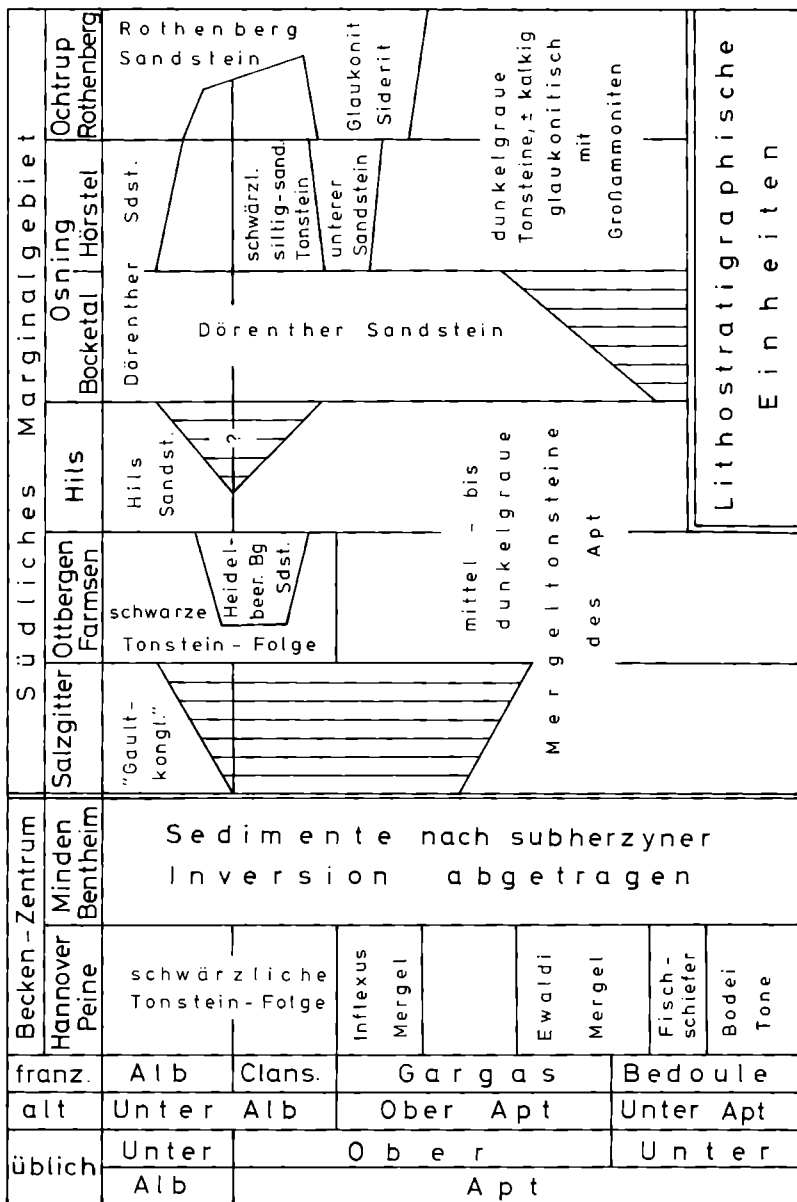 Südliches Marginalgebiet
Ochtrup
Rothenberg
Rothenberg
Sandstein
Glaukonit
Siderit
dunkelgraue
Tonsteine, ± kalkig
glaukonitisch
mit
Großammoniten
Lithostratigraphische
Einheiten
Osning
Hörstel
Dörenther Sdst.
schwärzl.
siltig-sand.
Tonstein
unterer
Sandstein
Bocketal
Dörenther Sandstein
Hils
Hils
Sandst.
?
mittel - bis
dunkelgraue
Mergeltonsteine
des Apt
Ottbergen
Farmsen
Heidel-
beer. Bg
Sdst.
schwarze
Tonstein - Folge
Salzgitter
"Gault-
kongl."
Becken-Zentrum
Minden
Bentheim
Sedimente nach subherzyner
Inversion abgetragen
Hannover
Peine
schwärzliche
Tonstein-Folge
Inflexus
Mergel
Ewaldi
Mergel
Fisch-
schiefer
Bodei
Tone
franz. Alb Clans. Gargas Bedoule
alt Unter Alb Ober Apt Unter Apt
üblich Unter Ober Unter
Alb Apt